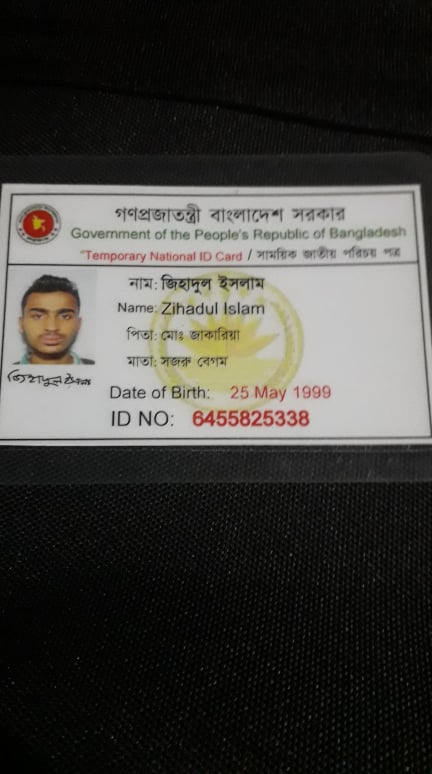 গণপ্রজাতন্ত্রী বাংলাদেশ সরকার
Government of the People's Republic of Bangladesh
*Temporary National ID Card / সাময়িক জাতীয় পরিচয় পত্র
নাম: জিহাদুল ইসলাম
Name: Zihadul Islam
পিতা: মোঃ জাকারিয়া
মাতা: সজরু বেগম
জিহাদুল ইসলাম
Date of Birth: 25 May 1999
ID NO: 6455825338